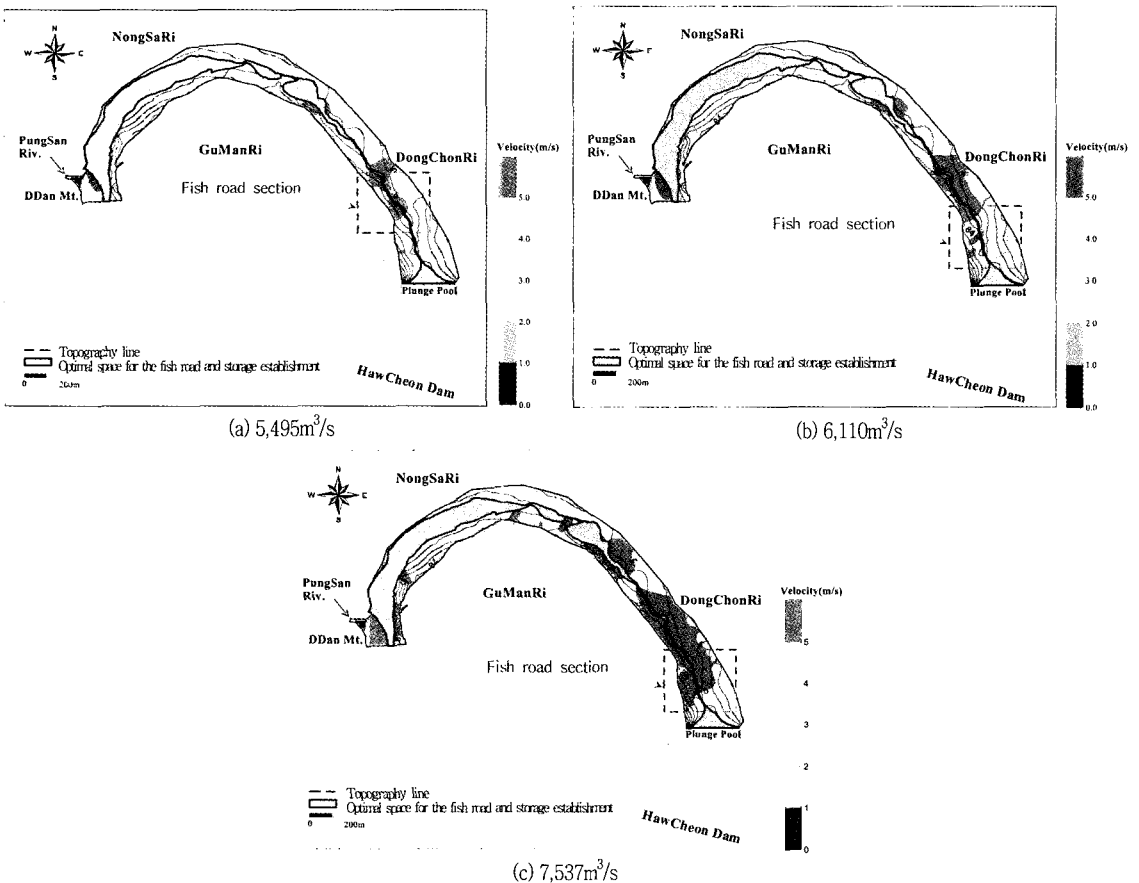 NongSaRi
N
W
E
S
PungSan
Riv.
DDan Mt.
GuManRi
DongChonRi
Fish road section
Plunge Pool
Velocity(m/s)
5.0
4.0
3.0
2.0
1.0
0.0
Topography line
Optimal space for the fish road and storage establishment
0 200m
HawCheon Dam
(a) 5,495m³/s
NongSaRi
N
W
S
PungSan
Riv.
DDan Mt.
GuManRi
DongChonRi
Fish road section
Plunge Pool
Velocity(m/s)
5.0
4.0
3.0
2.0
1.0
0.0
Topography line
Optimal space for the fish road and storage establishment
0 200m
HawCheon Dam
(b) 6,110m³/s
NongSaRi
N
W
E
S
PungSan
Riv.
DDan Mt.
GuManRi
DongChonRi
Fish road section
Plunge Pool
Velocity(m/s)
5
4
3
2
1
0
Topography line
Optimal space for the fish road and storage establishment
0 200m
HawCheon Dam
(c) 7,537m³/s